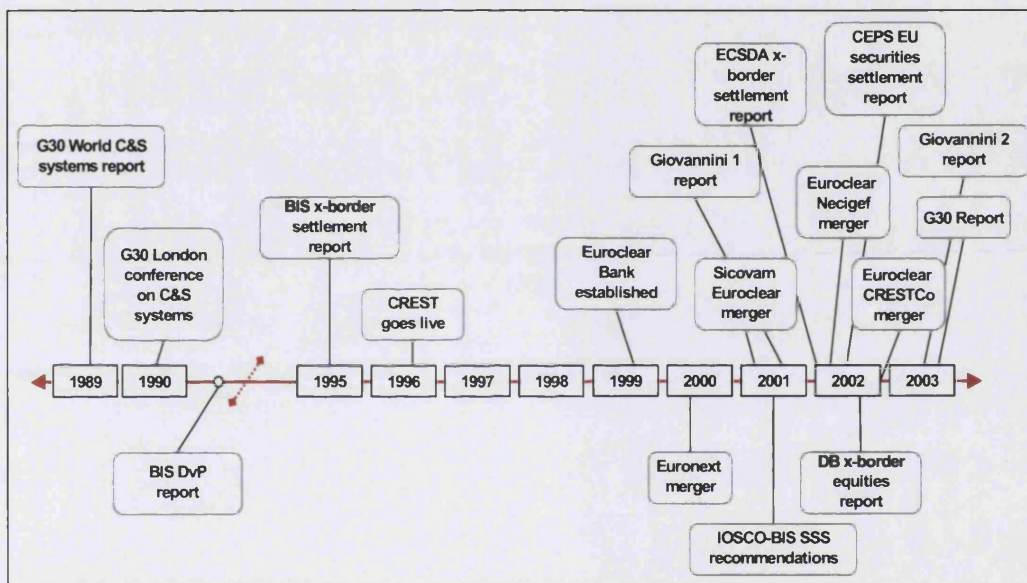 CEPS EU
securities
settlement
report
ECSDA x-
border
settlement
report
G30 World C&S
systems report
Giovannini 1
report
Giovannini 2
report
BIS x-border
settlement
report
Euroclear
Necigef
merger
G30 Report
G30 London
conference
on C&S
systems
CREST
goes live
Euroclear
Bank
established
Sicovam
Euroclear
merger
Euroclear
CRESTCo
merger
1989
1990
1995
1996
1997
1998
1999
2000
2001
2002
2003
BIS DvP
report
Euronext
merger
DB x-border
equities
report
IOSCO-BIS SSS
recommendations